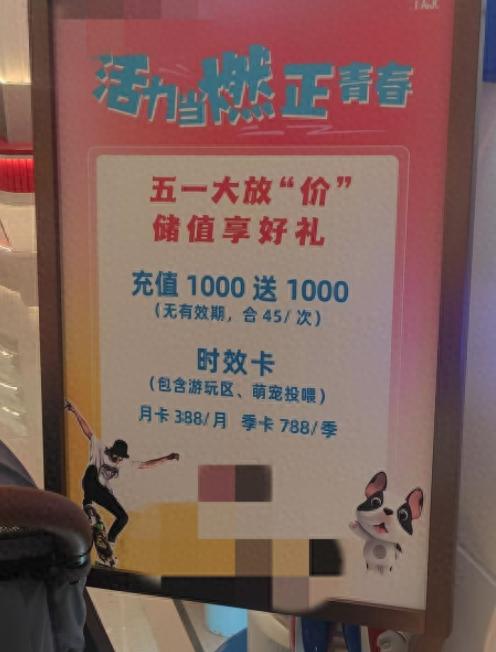 活力当燃正青春
五一大放“价”
储值享好礼
充值 1000 送 1000
（无有效期，合 45/ 次）
时效卡
（包含游玩区、萌宠投喂）
月卡 388/月 季卡 788/季